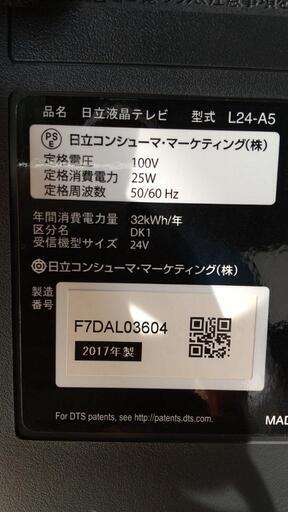 品名 日立液晶テレビ 型式 L24-A5
PSE 日立コンシューマ・マーケティング(株)
定格電圧 100V
定格消費電力 25W
定格周波数 50/60 Hz
年間消費電力量 32kWh/年
区分名 DK1
受信機型サイズ 24V
日立コンシューマ・マーケティング(株)
製造番号
F7DAL03604
2017年製
For DTS patents, see http://patents.dts.com.
MAD